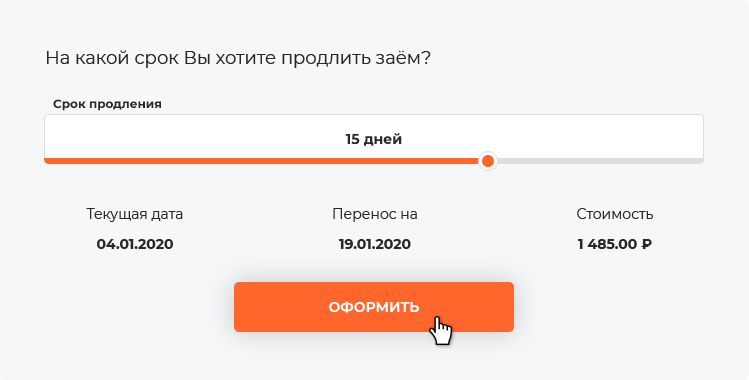 На какой срок Вы хотите продлить заём?
Срок продления
15 дней
Текущая дата
04.01.2020
Перенос на
19.01.2020
Стоимость
1 485.00 ₽
ОФОРМИТЬ